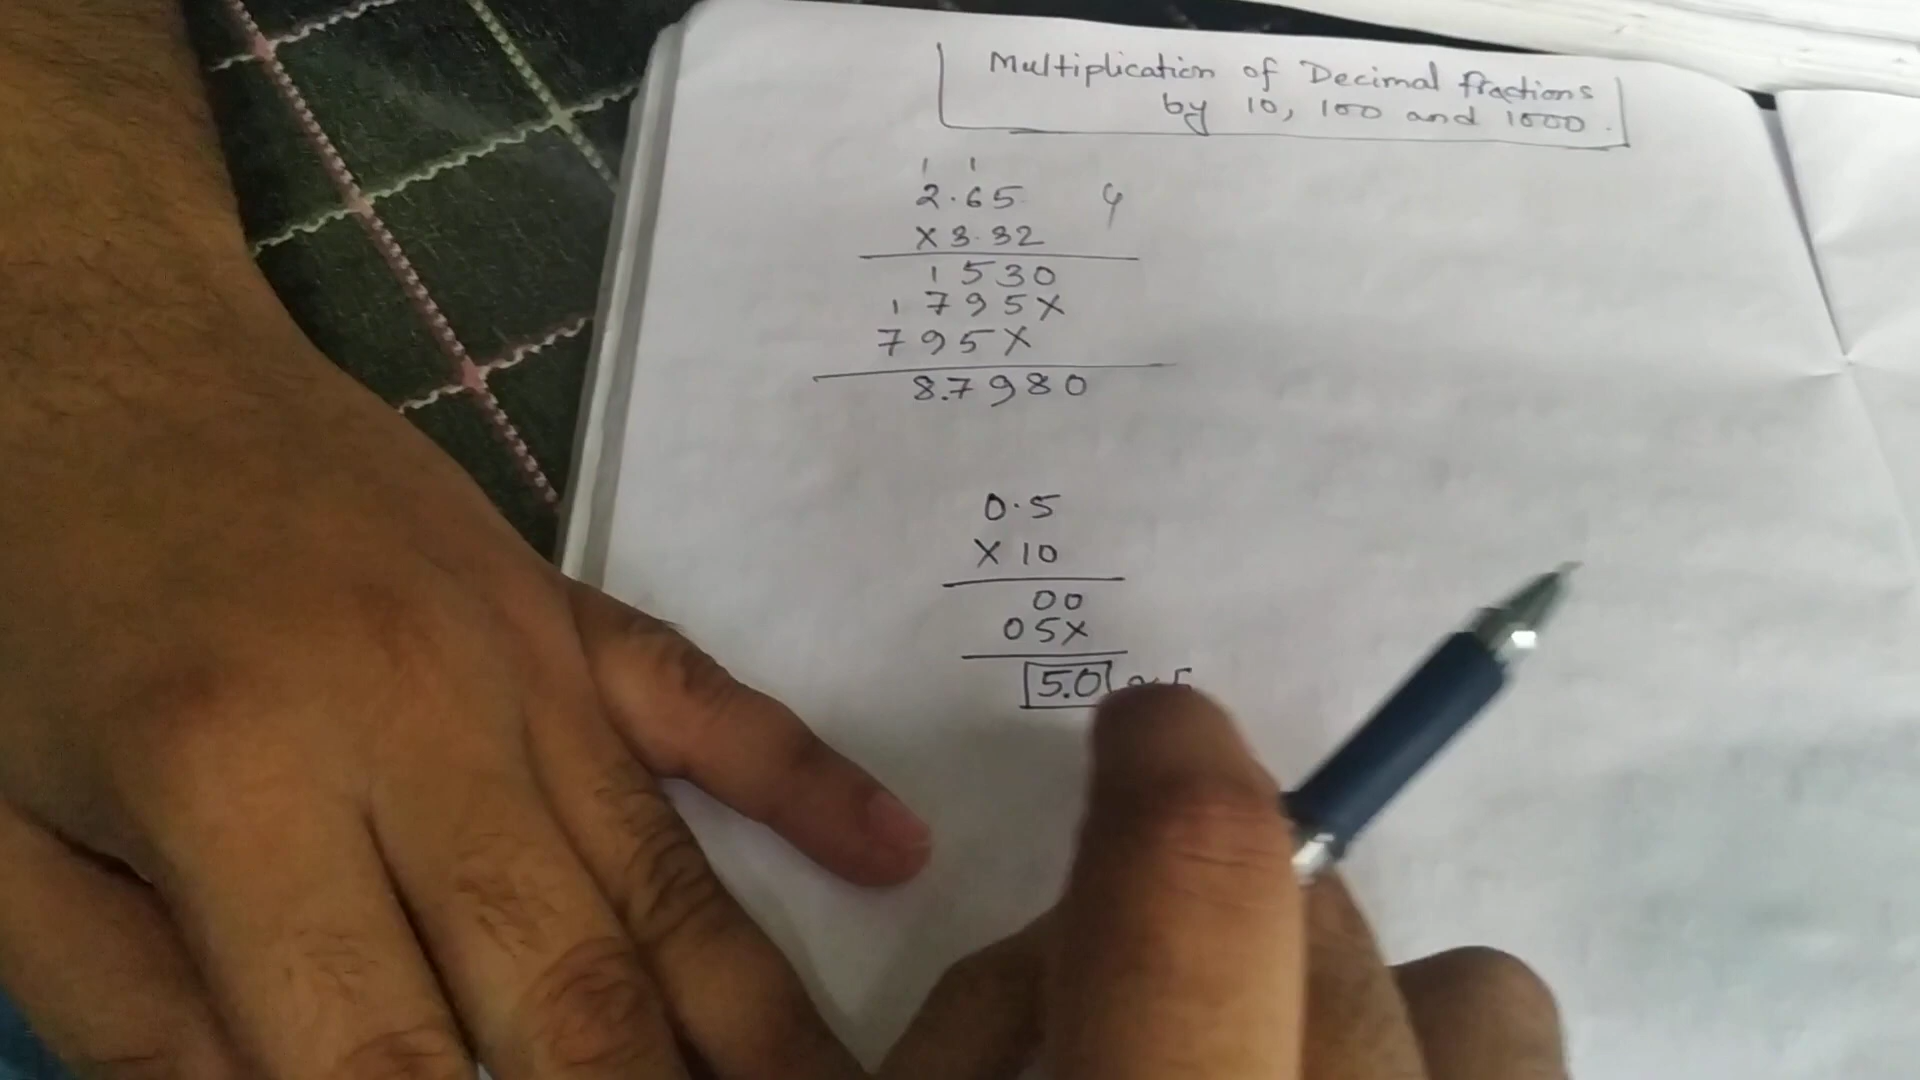 Multiplication of Decimal fractions
by 10, 100 and 1000.
1 1
2.65 4
X 3.32
1530
1795X
795X
8.7980
0.5
X 10
00
05X
5.0